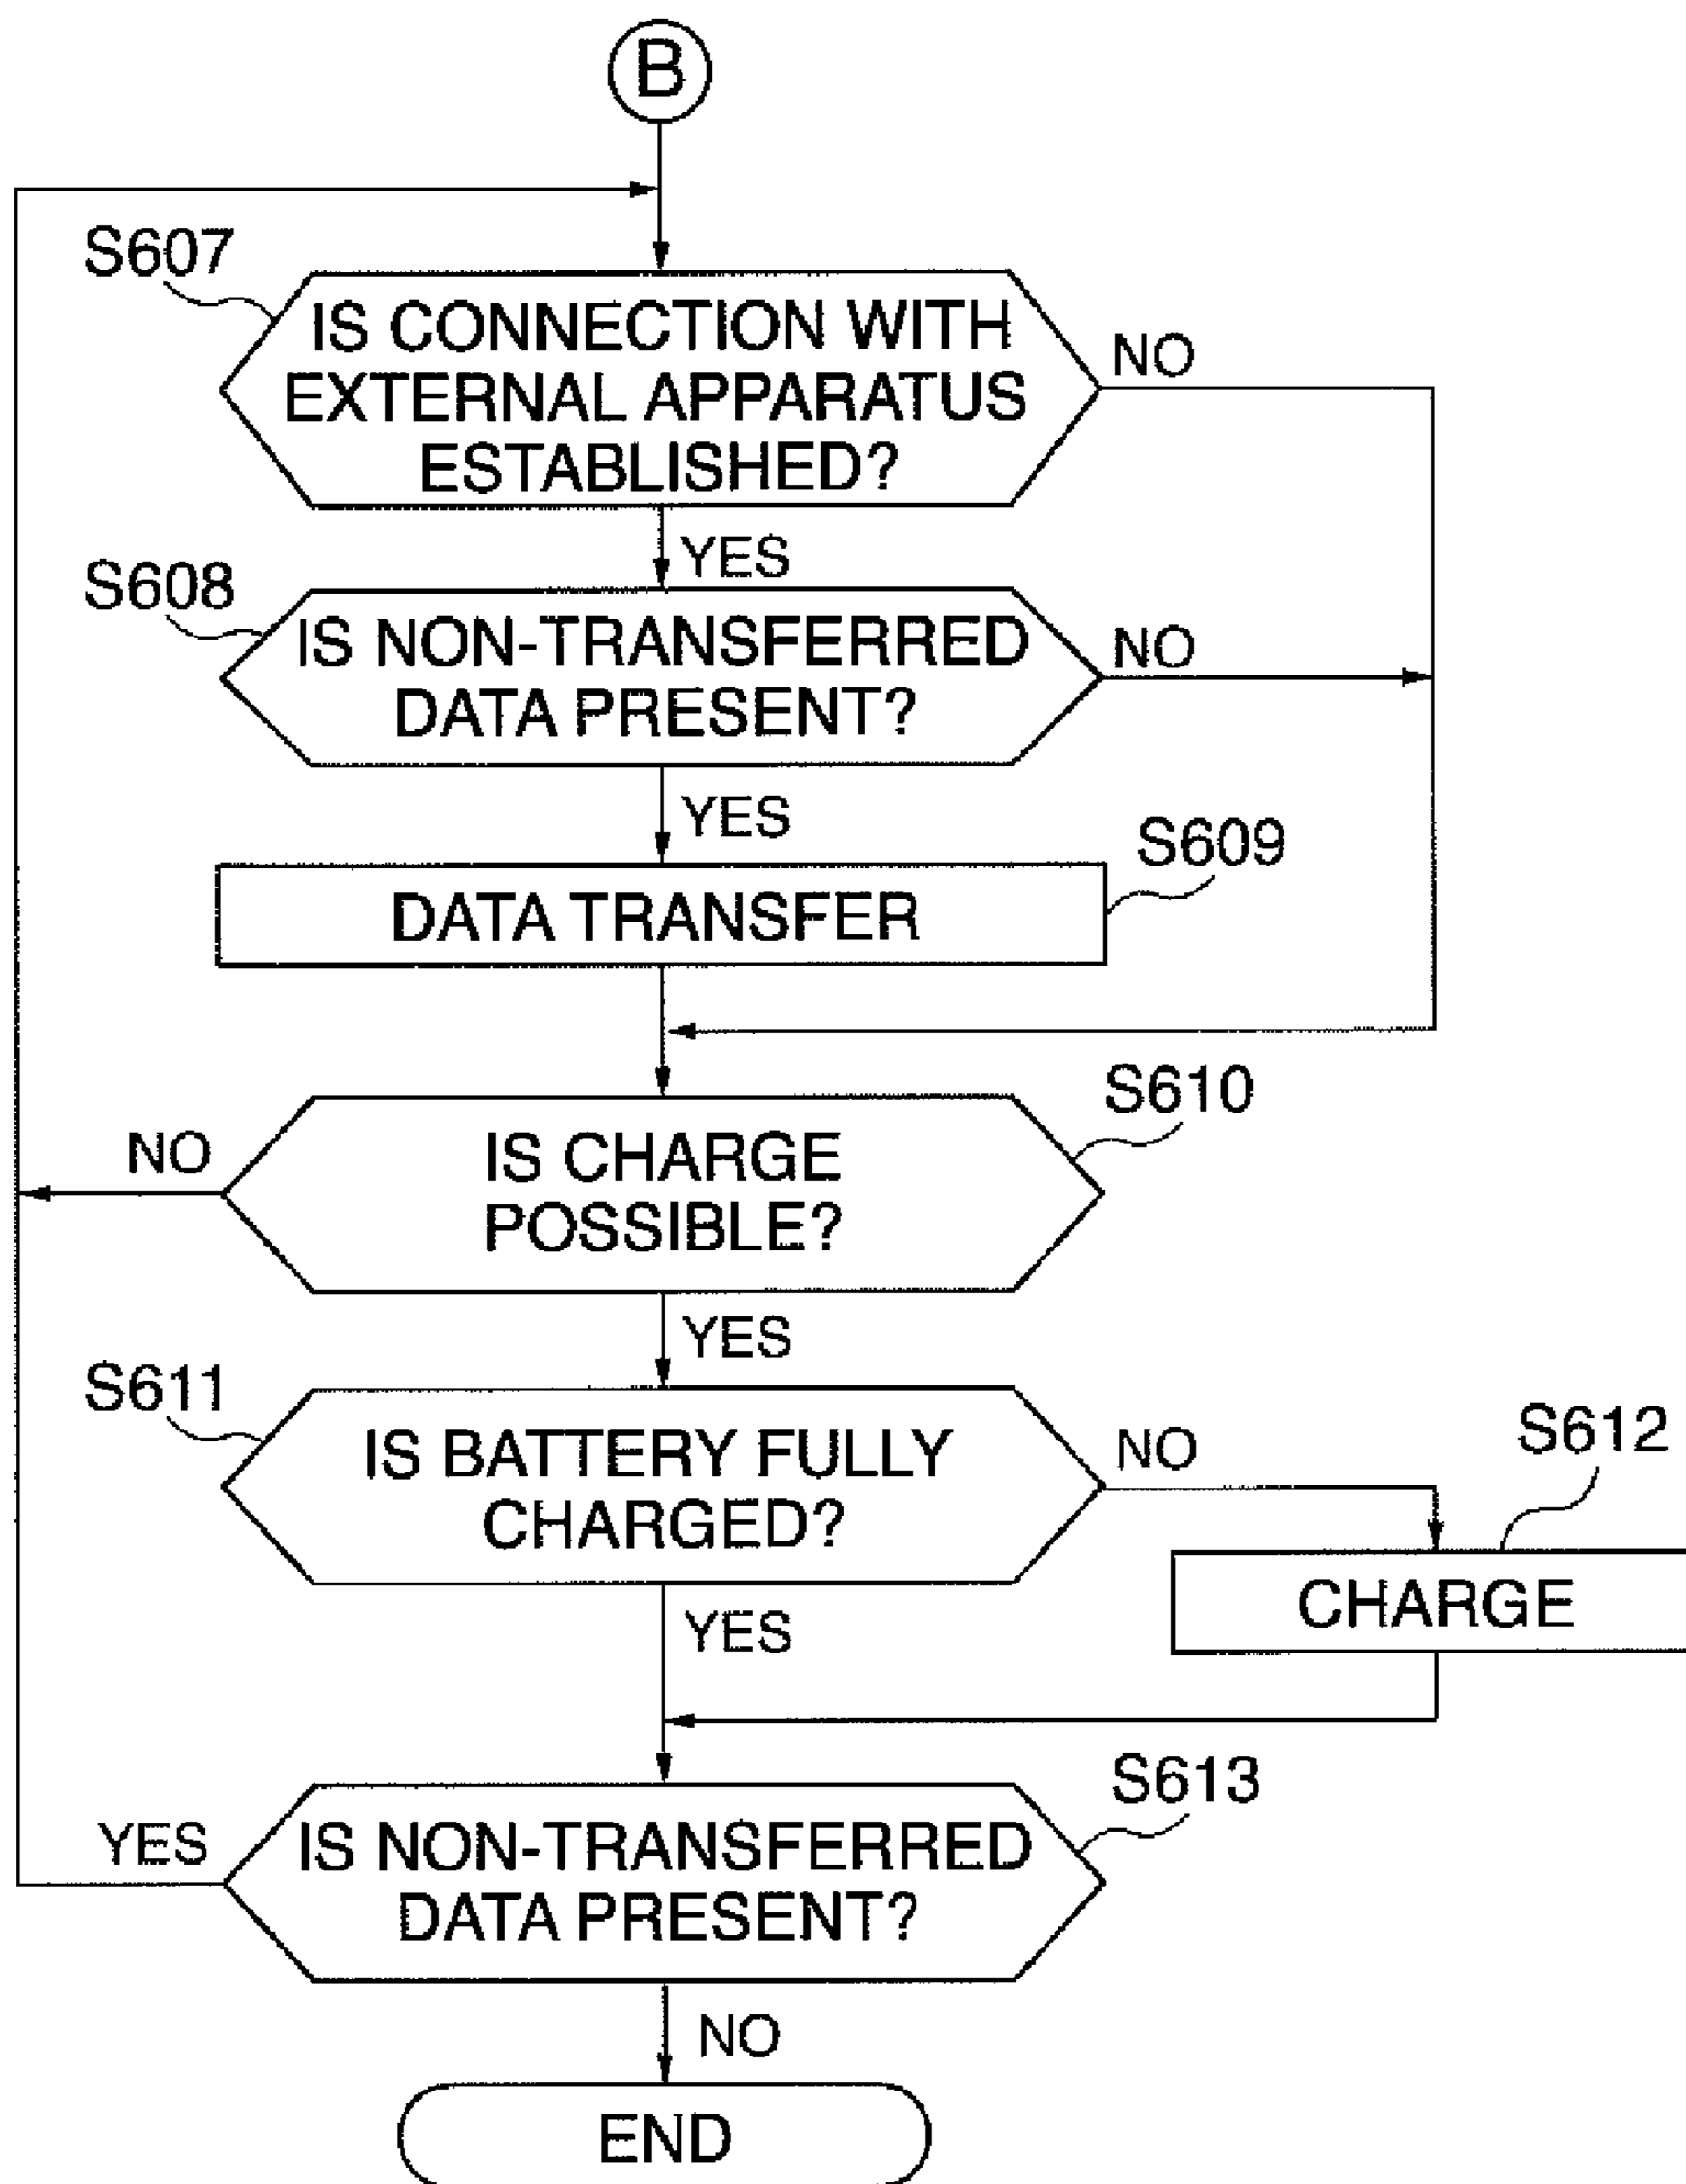 B
S607
IS CONNECTION WITH
EXTERNAL APPARATUS
ESTABLISHED?
NO
YES
S608
IS NON-TRANSFERRED
DATA PRESENT?
NO
YES
S609
DATA TRANSFER
S610
NO
IS CHARGE
POSSIBLE?
YES
S611
IS BATTERY FULLY
CHARGED?
NO
S612
CHARGE
YES
S613
YES
IS NON-TRANSFERRED
DATA PRESENT?
NO
END